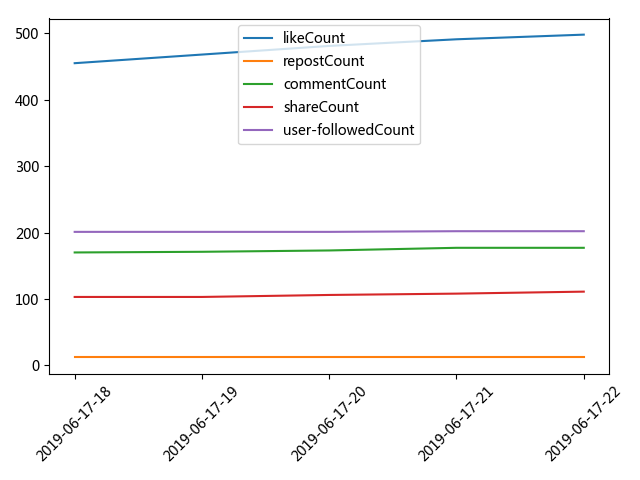 500
400
300
200
100
0
likeCount
repostCount
commentCount
shareCount
user-followedCount
2019-06-17-18
2019-06-17-19
2019-06-17-20
2019-06-17-21
2019-06-17-22